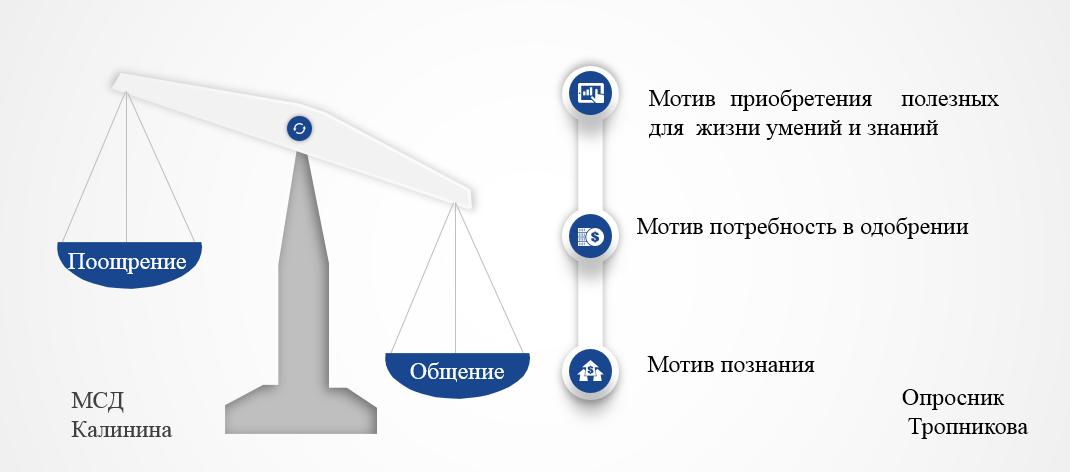 Поощрение
Общение
МСД
Калинина
Мотив приобретения полезных
для жизни умений и знаний
Мотив потребность в одобрении
Мотив познания
Опросник
Тропникова